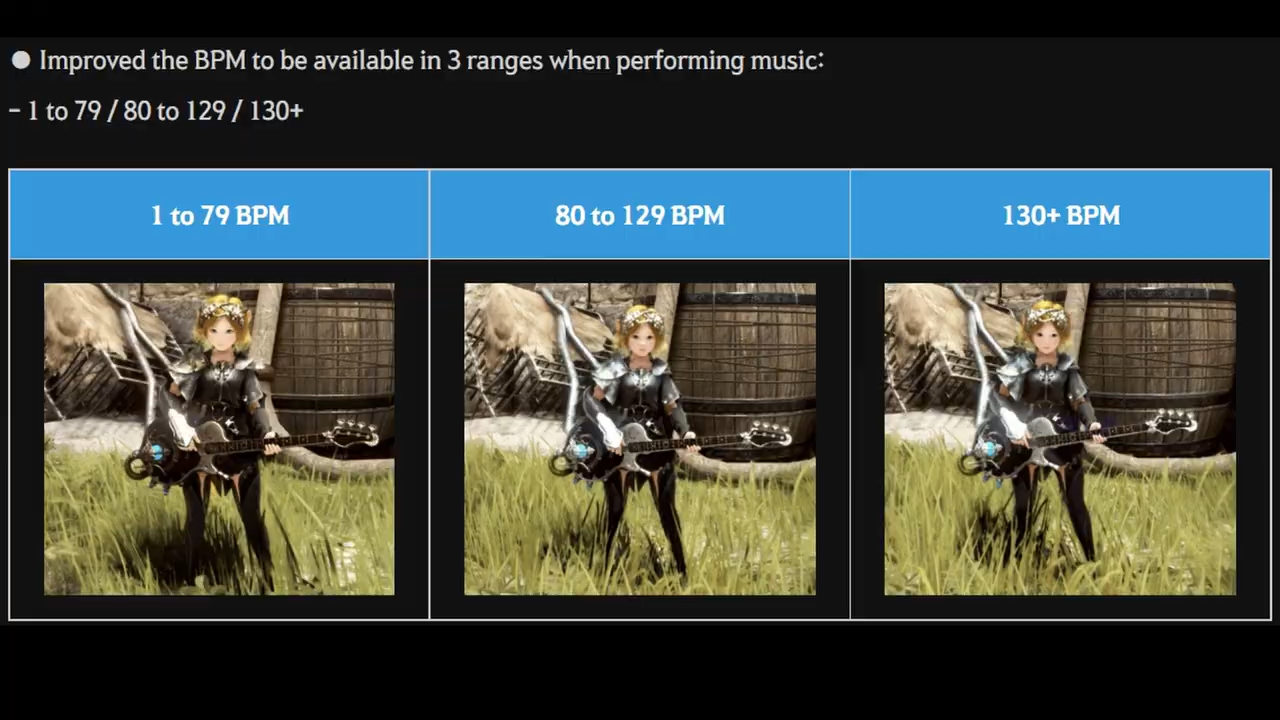 ● Improved the BPM to be available in 3 ranges when performing music:
– 1 to 79 / 80 to 129 / 130+
1 to 79 BPM
80 to 129 BPM
130+ BPM